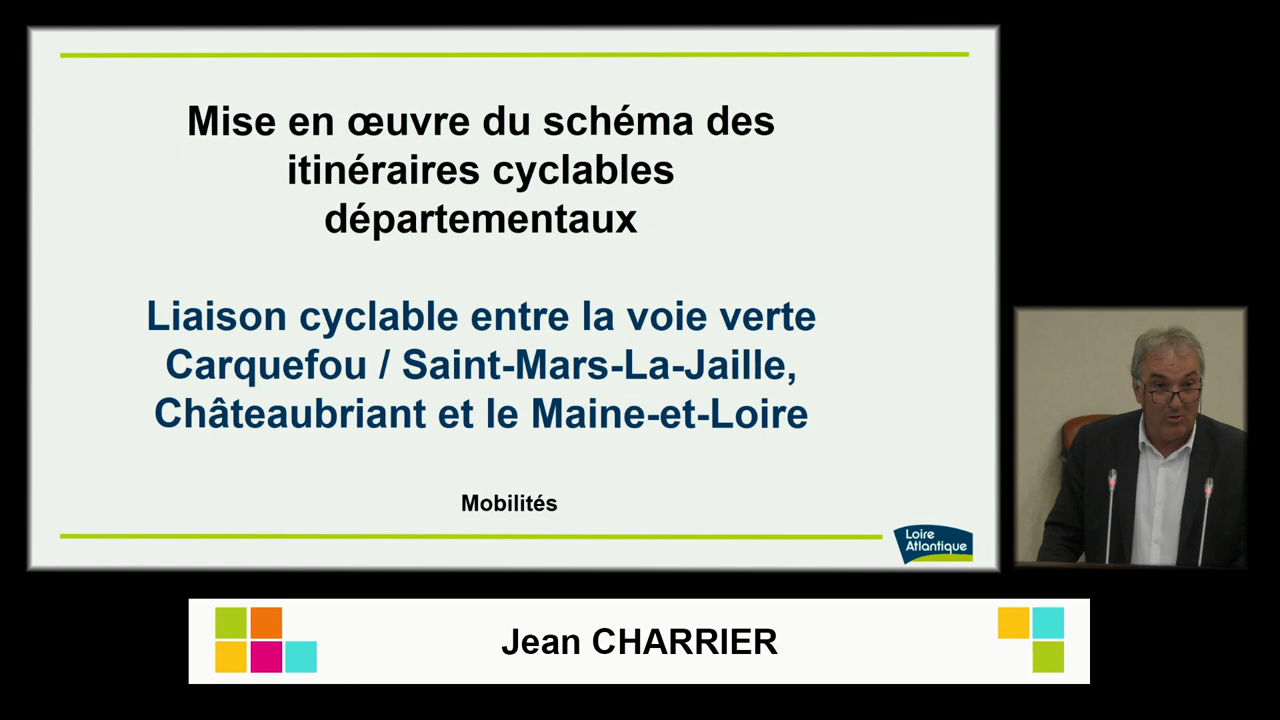 Mise en œuvre du schéma des
itinéraires cyclables
départementaux
Liaison cyclable entre la voie verte
Carquefou / Saint-Mars-La-Jaille,
Châteaubriant et le Maine-et-Loire
Mobilités
Loire
Atlantique
Jean CHARRIER